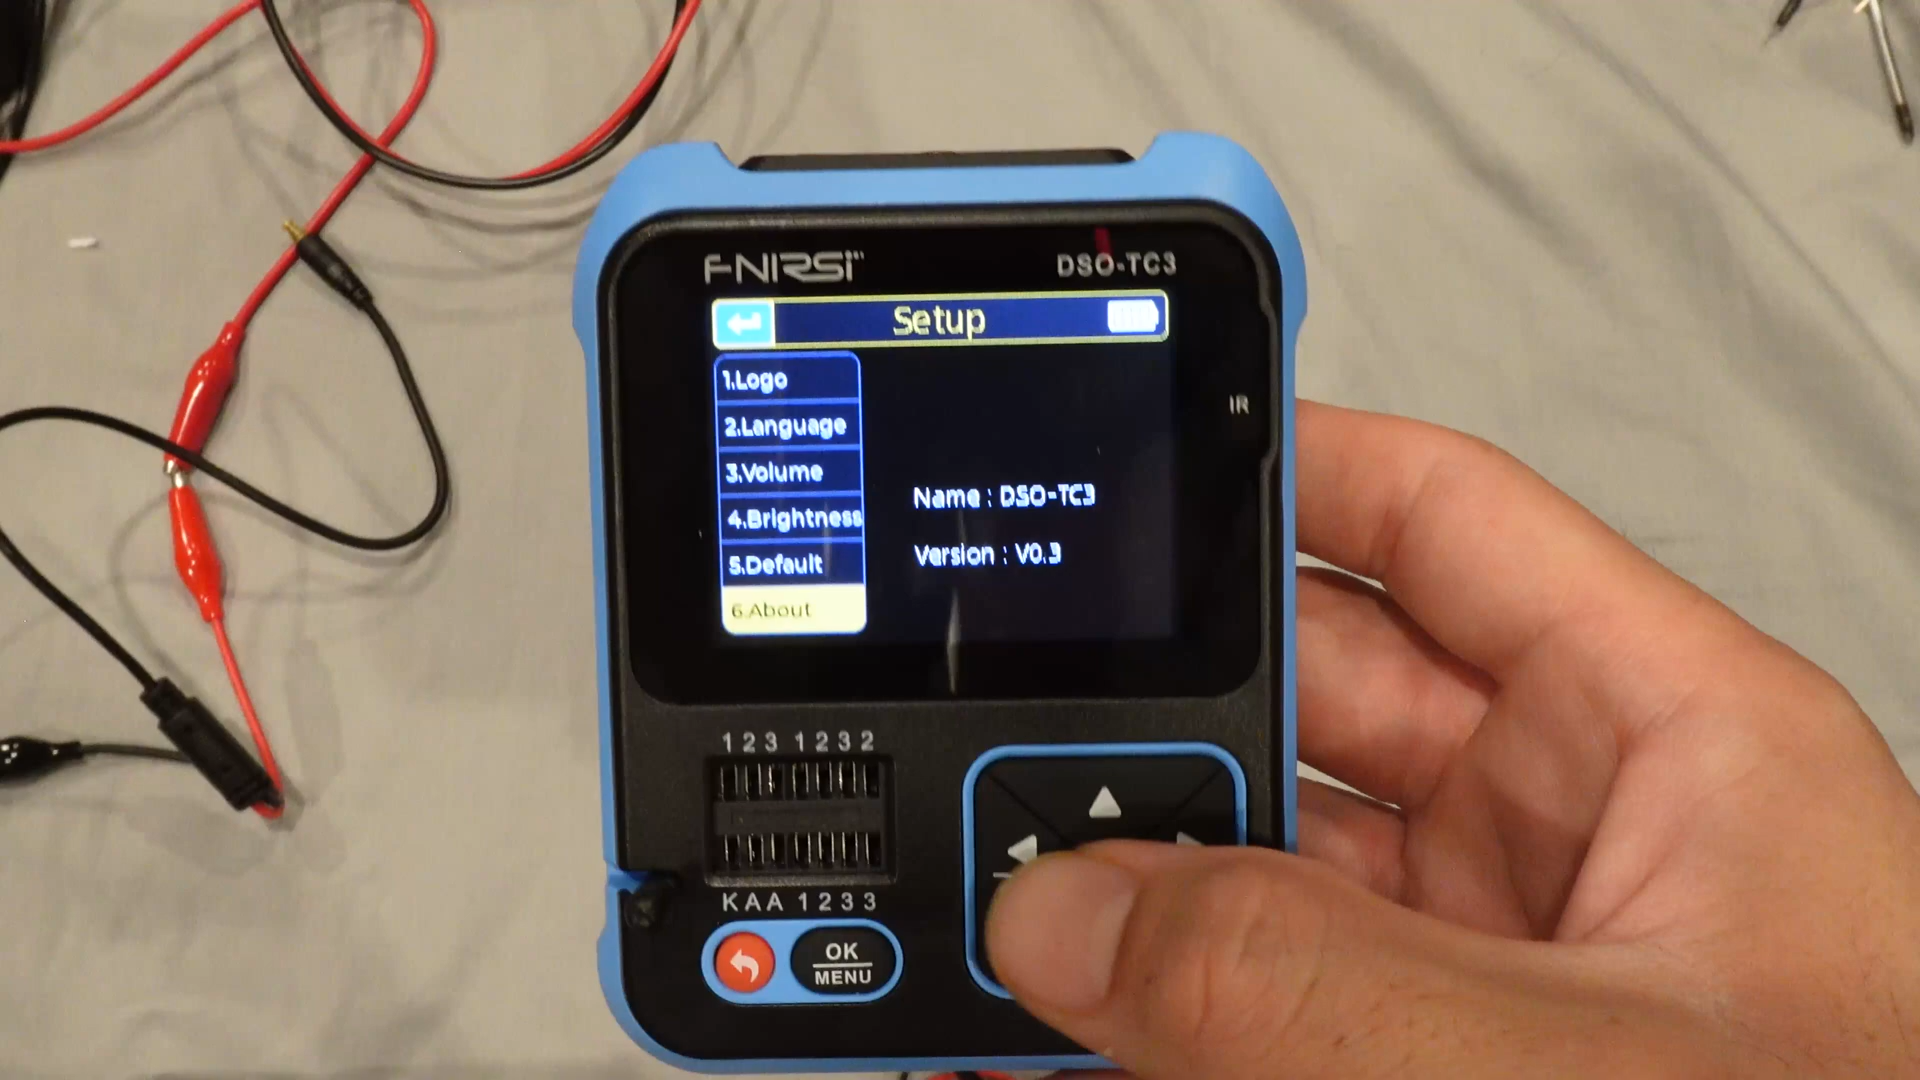 FNIRSI
DSO-TC3
Setup
1.Logo
2.Language
3.Volume
4.Brightness
5.Default
6.About
Name : DSO-TC3
Version : V0.3
IR
1 2 3 1 2 3 2
K A A 1 2 3 3
OK
MENU